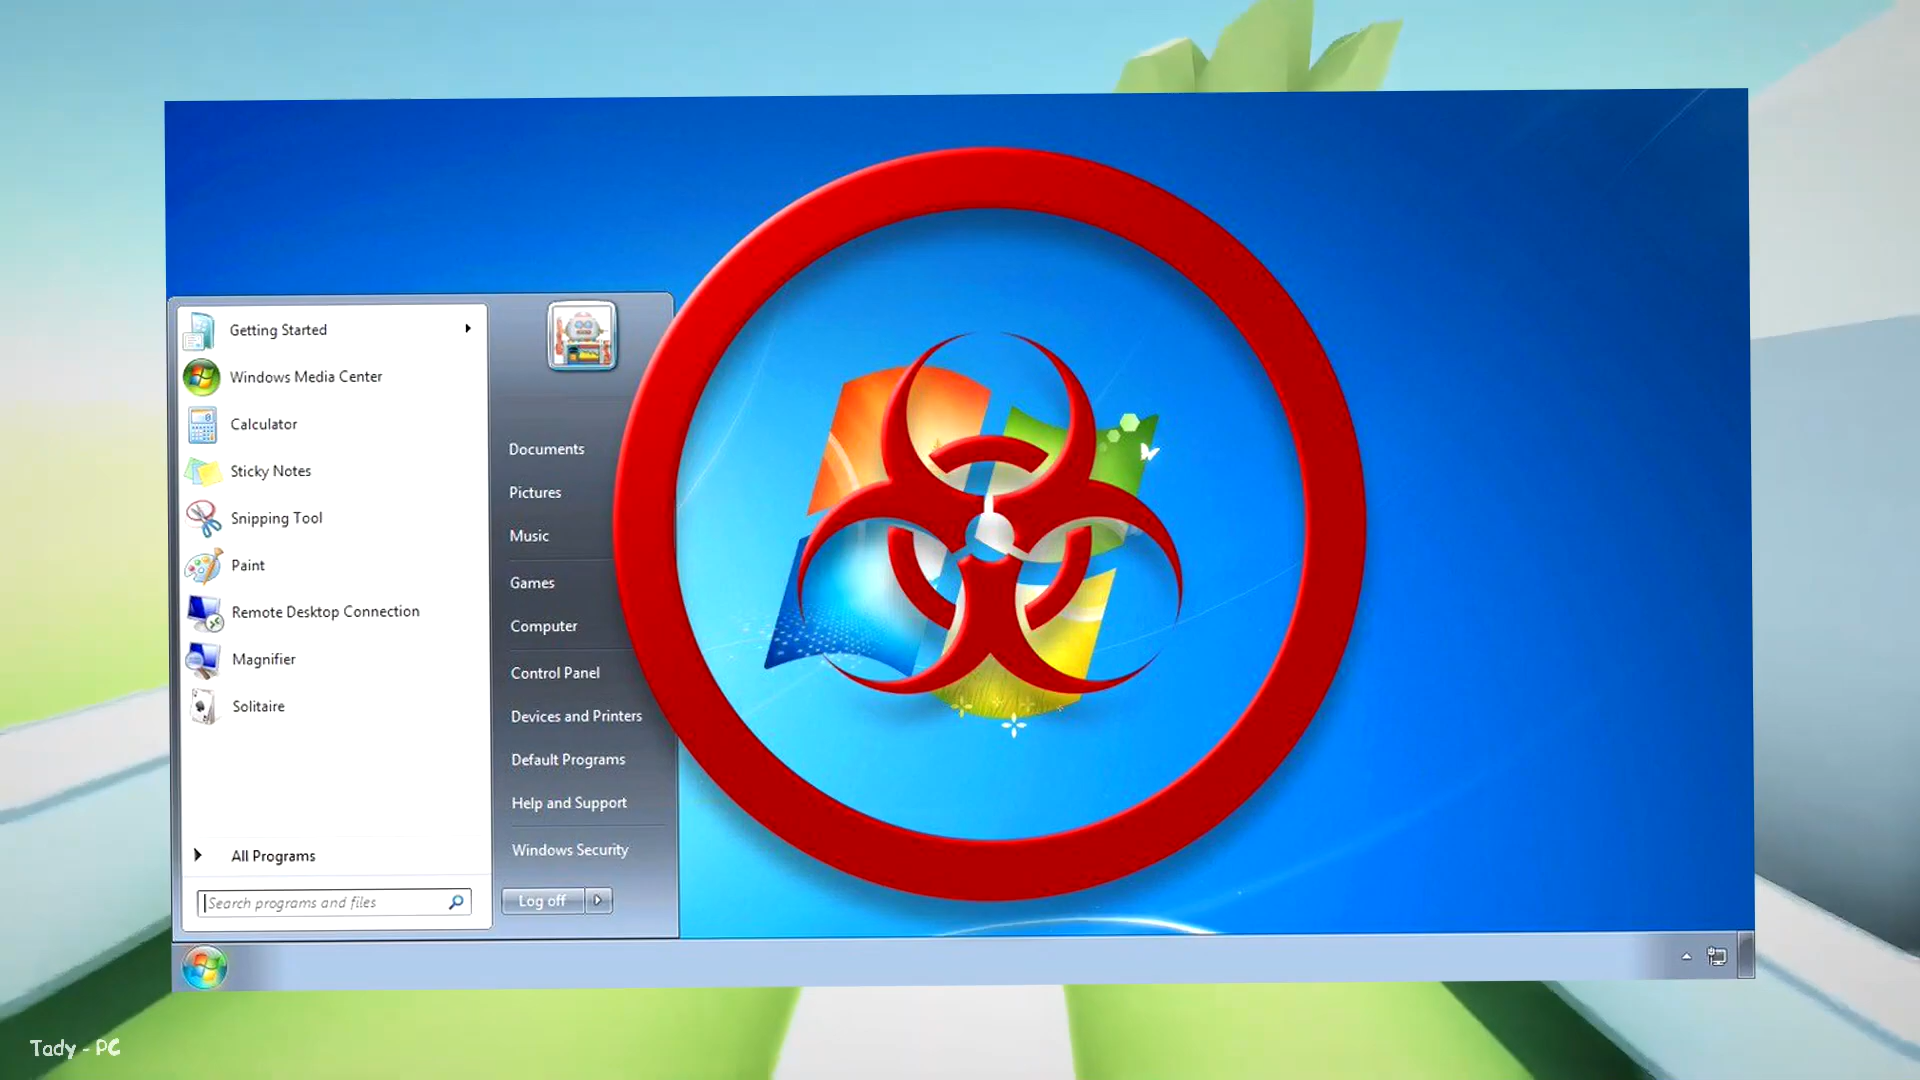 Getting Started
Windows Media Center
Calculator
Sticky Notes
Snipping Tool
Paint
Remote Desktop Connection
Magnifier
Solitaire
All Programs
Search programs and files
Documents
Pictures
Music
Games
Computer
Control Panel
Devices and Printers
Default Programs
Help and Support
Windows Security
Log off
Tady - PC